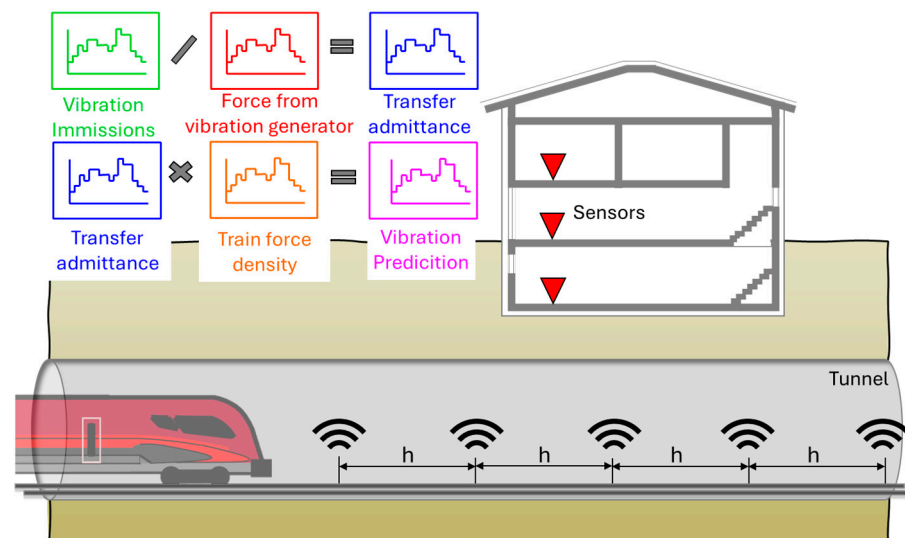 Vibration
Immissions
Force from
vibration generator
Transfer
admittance
Transfer
admittance
Train force
density
Vibration
Predicition
Sensors
Tunnel
h
h
h
h